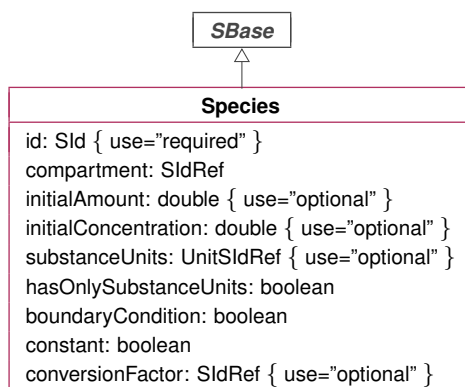 SBase
Species
id: SId { use=”required” }
compartment: SIdRef
initialAmount: double { use=”optional” }
initialConcentration: double { use=”optional” }
substanceUnits: UnitSIdRef { use=”optional” }
hasOnlySubstanceUnits: boolean
boundaryCondition: boolean
constant: boolean
conversionFactor: SIdRef { use=”optional” }